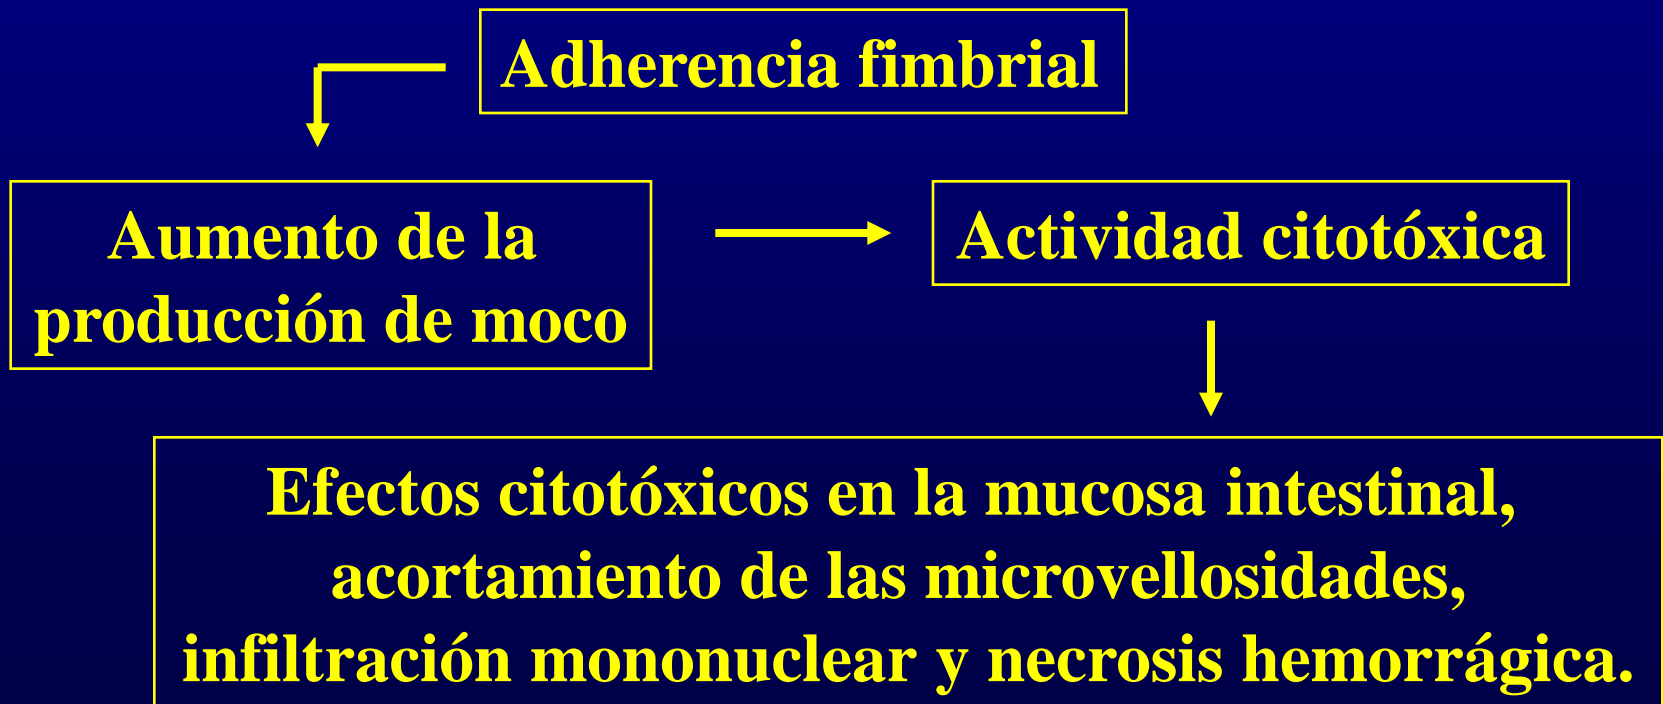 Adherencia fimbrial
Aumento de la
producción de moco
Actividad citotóxica
Efectos citotóxicos en la mucosa intestinal,
acortamiento de las microvellosidades,
infiltración mononuclear y necrosis hemorrágica.